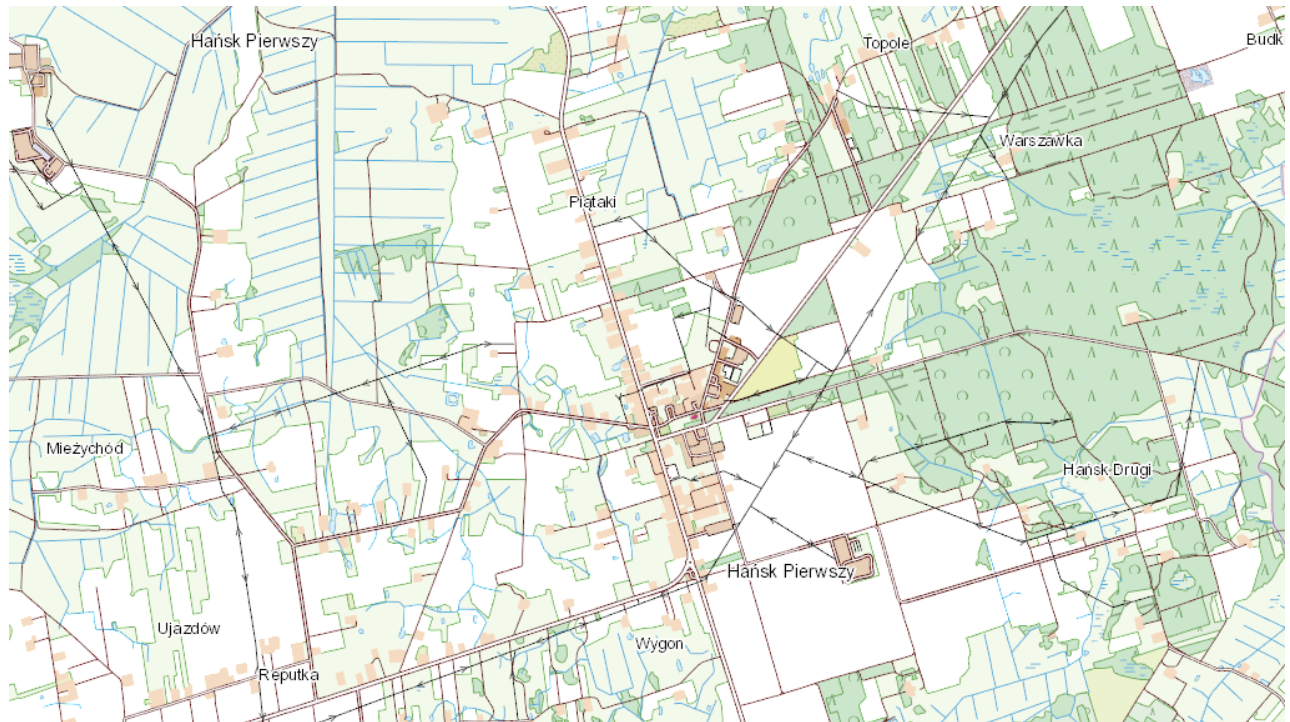 Hańsk Pierwszy
Topole
Budk
Warszawka
Piątaki
Mieżychód
Hańsk Drugi
Hańsk Pierwszy
Ujazdów
Wygon
Reputka